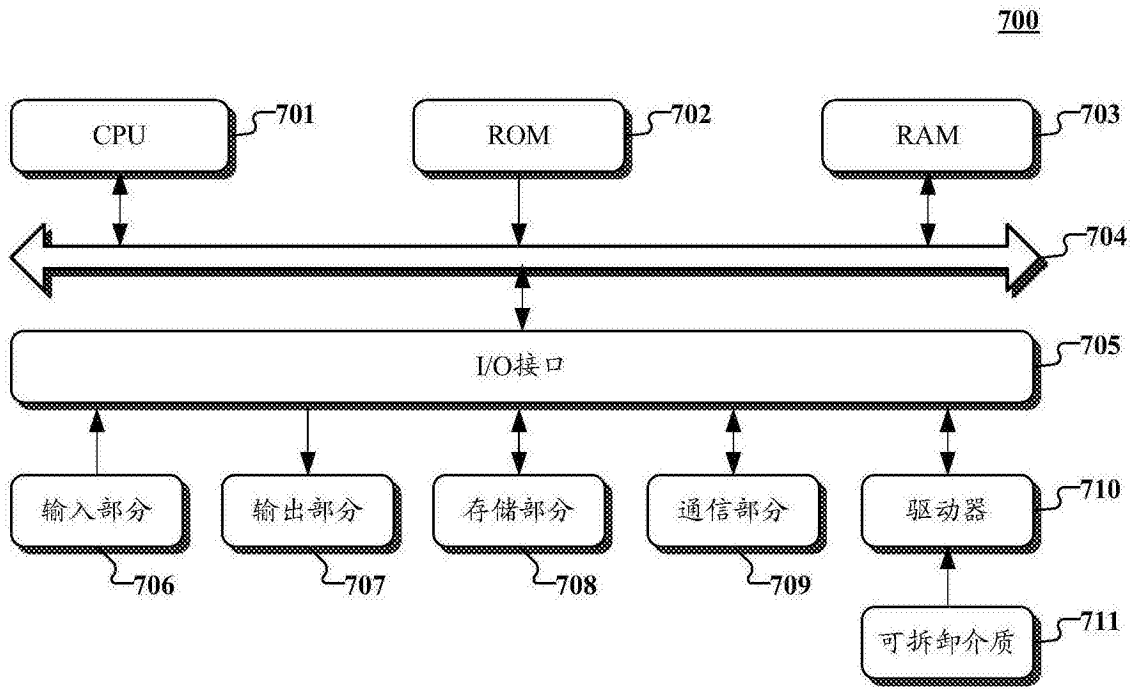 700
CPU
701
ROM
702
RAM
703
704
I/O接口
705
输入部分
706
输出部分
707
存储部分
708
通信部分
709
驱动器
710
可拆卸介质
711